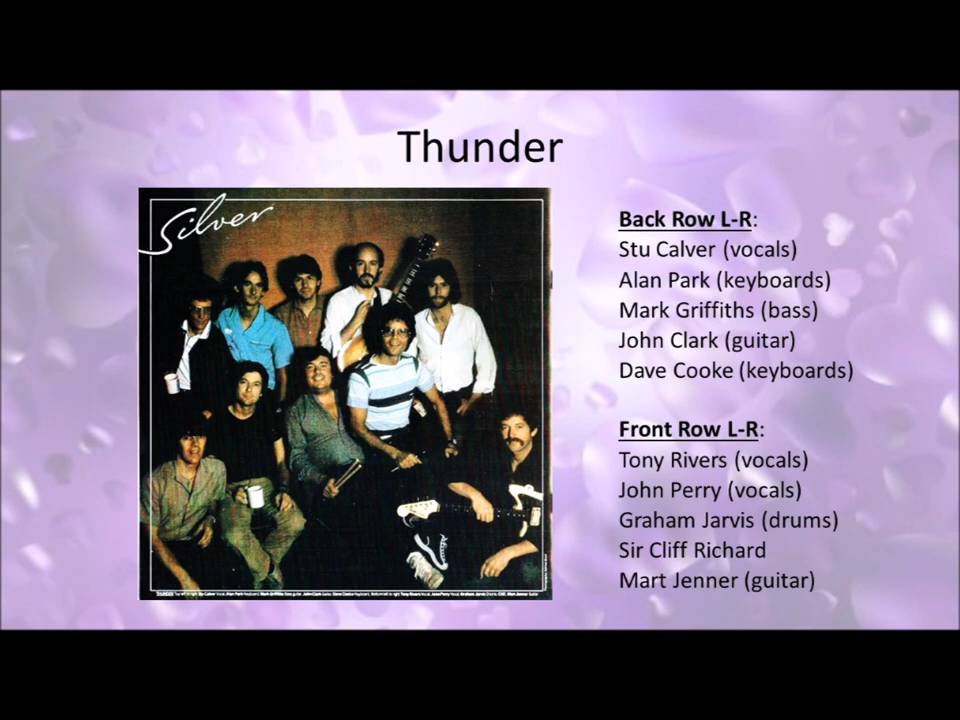 Thunder
Silver
Back Row L-R:
Stu Calver (vocals)
Alan Park (keyboards)
Mark Griffiths (bass)
John Clark (guitar)
Dave Cooke (keyboards)
Front Row L-R:
Tony Rivers (vocals)
John Perry (vocals)
Graham Jarvis (drums)
Sir Cliff Richard
Mart Jenner (guitar)